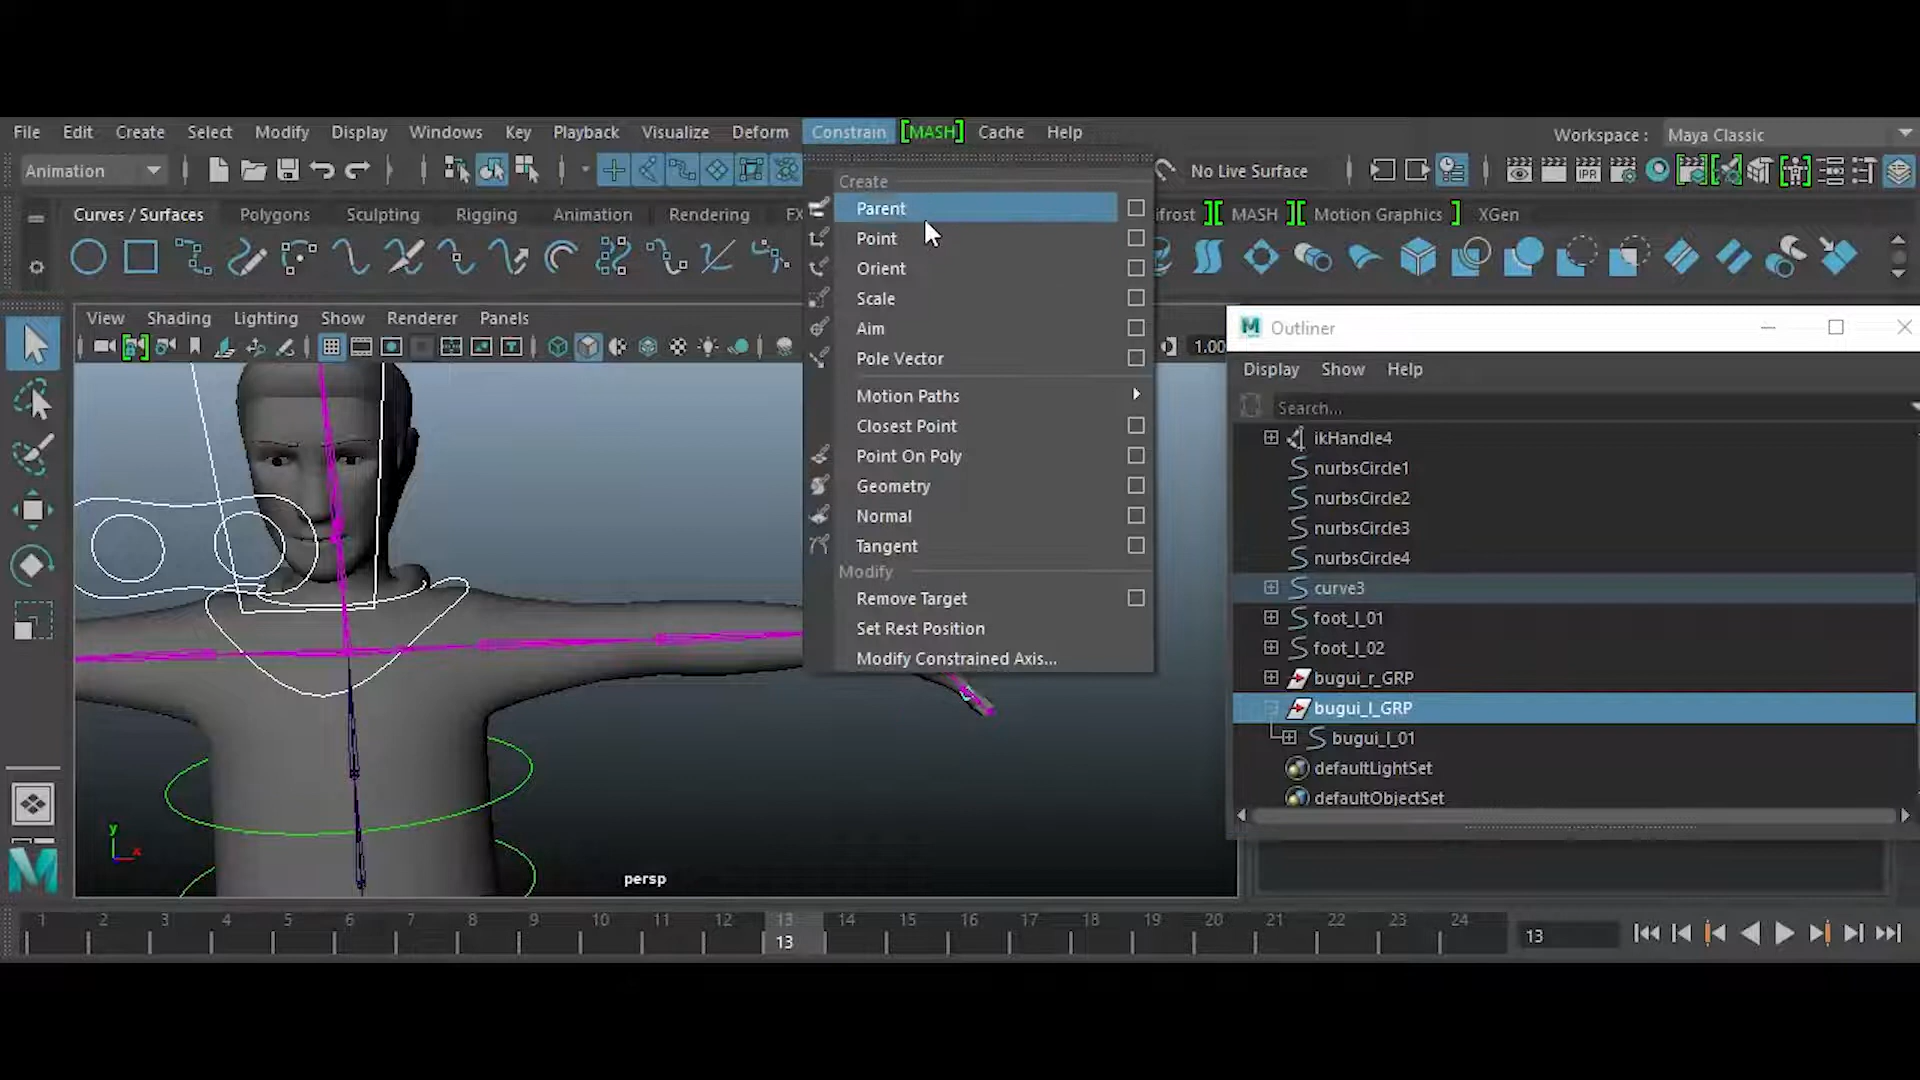 File Edit Create Select Modify Display Windows Key Playback Visualize Deform Constrain [MASH] Cache Help Workspace : Maya Classic
Animation No Live Surface IPR
Curves / Surfaces Polygons Sculpting Rigging Animation Rendering FX ifrost ][ MASH ][ Motion Graphics ] XGen
View Shading Lighting Show Renderer Panels
1.00
Create
Parent
Point
Orient
Scale
Aim
Pole Vector
Motion Paths
Closest Point
Point On Poly
Geometry
Normal
Tangent
Modify
Remove Target
Set Rest Position
Modify Constrained Axis...
Outliner
Display Show Help
Search...
ikHandle4
nurbsCircle1
nurbsCircle2
nurbsCircle3
nurbsCircle4
curve3
foot_l_01
foot_l_02
bugui_r_GRP
bugui_l_GRP
bugui_l_01
defaultLightSet
defaultObjectSet
y
x
persp
M
1 2 3 4 5 6 7 8 9 10 11 12 13 14 15 16 17 18 19 20 21 22 23 24
13 13